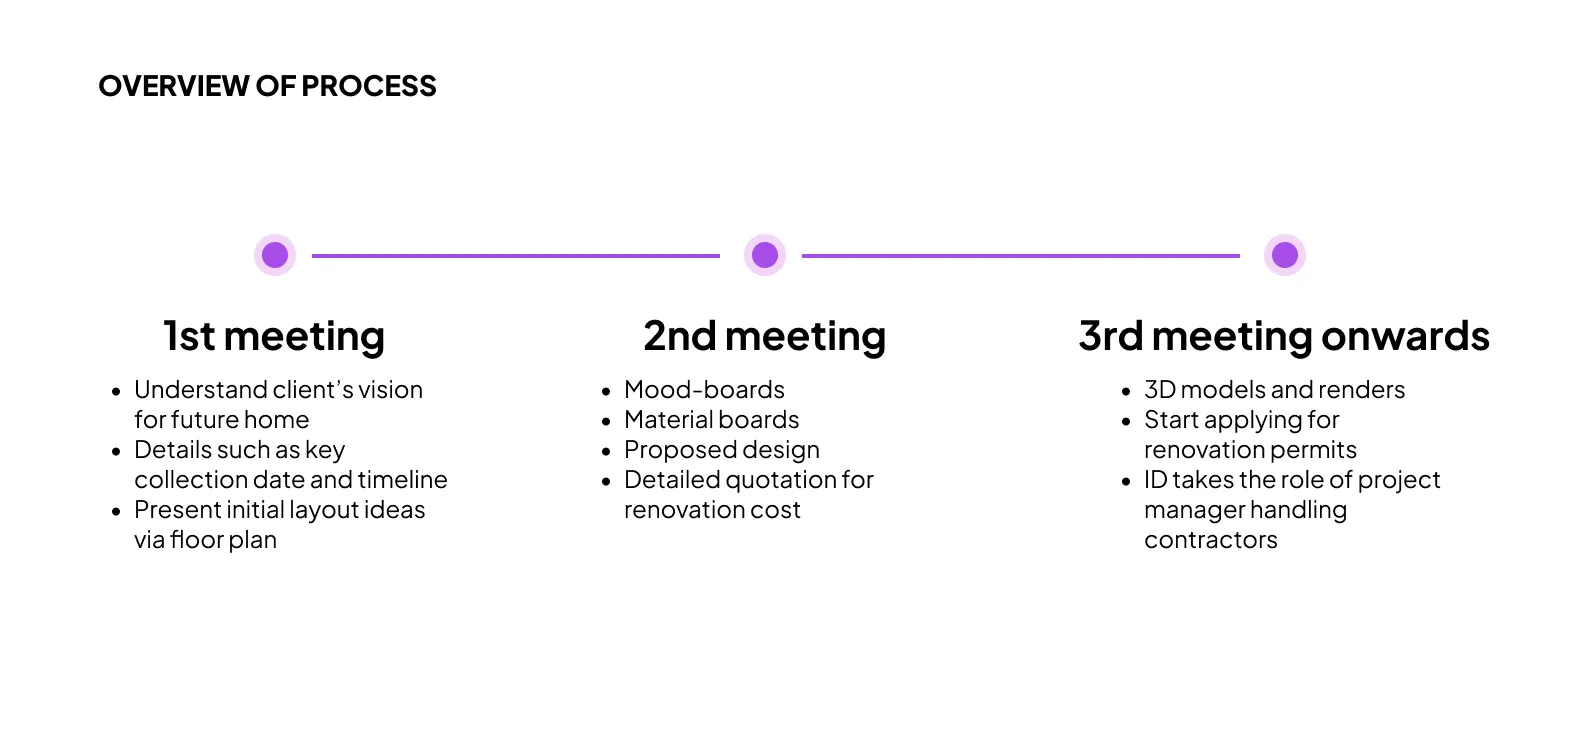 OVERVIEW OF PROCESS
1st meeting
• Understand client’s vision
for future home
• Details such as key
collection date and timeline
• Present initial layout ideas
via floor plan
2nd meeting
• Mood-boards
• Material boards
• Proposed design
• Detailed quotation for
renovation cost
3rd meeting onwards
• 3D models and renders
• Start applying for
renovation permits
• ID takes the role of project
manager handling
contractors